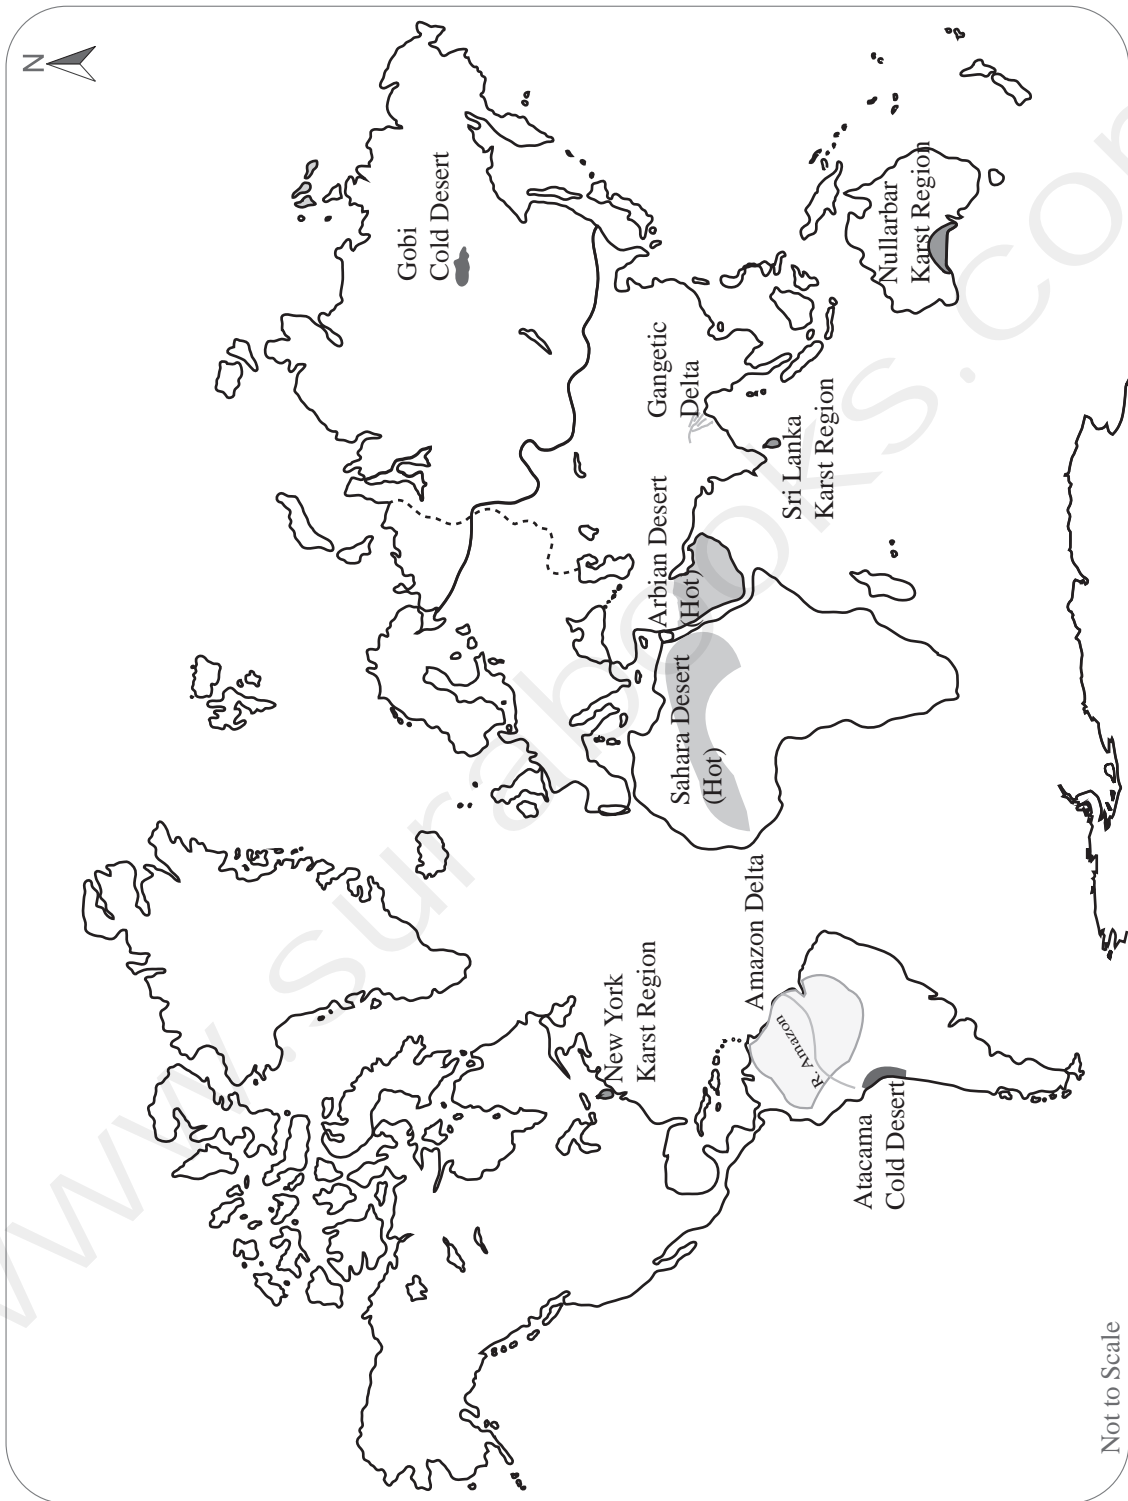 N
Gobi
Cold Desert
Nullarbar
Karst Region
Gangetic
Delta
Sri Lanka
Karst Region
Arbian Desert
(Hot)
Sahara Desert
(Hot)
Amazon Delta
R. Amazon
New York
Karst Region
Atacama
Cold Desert
Not to Scale
www.surabooks.com